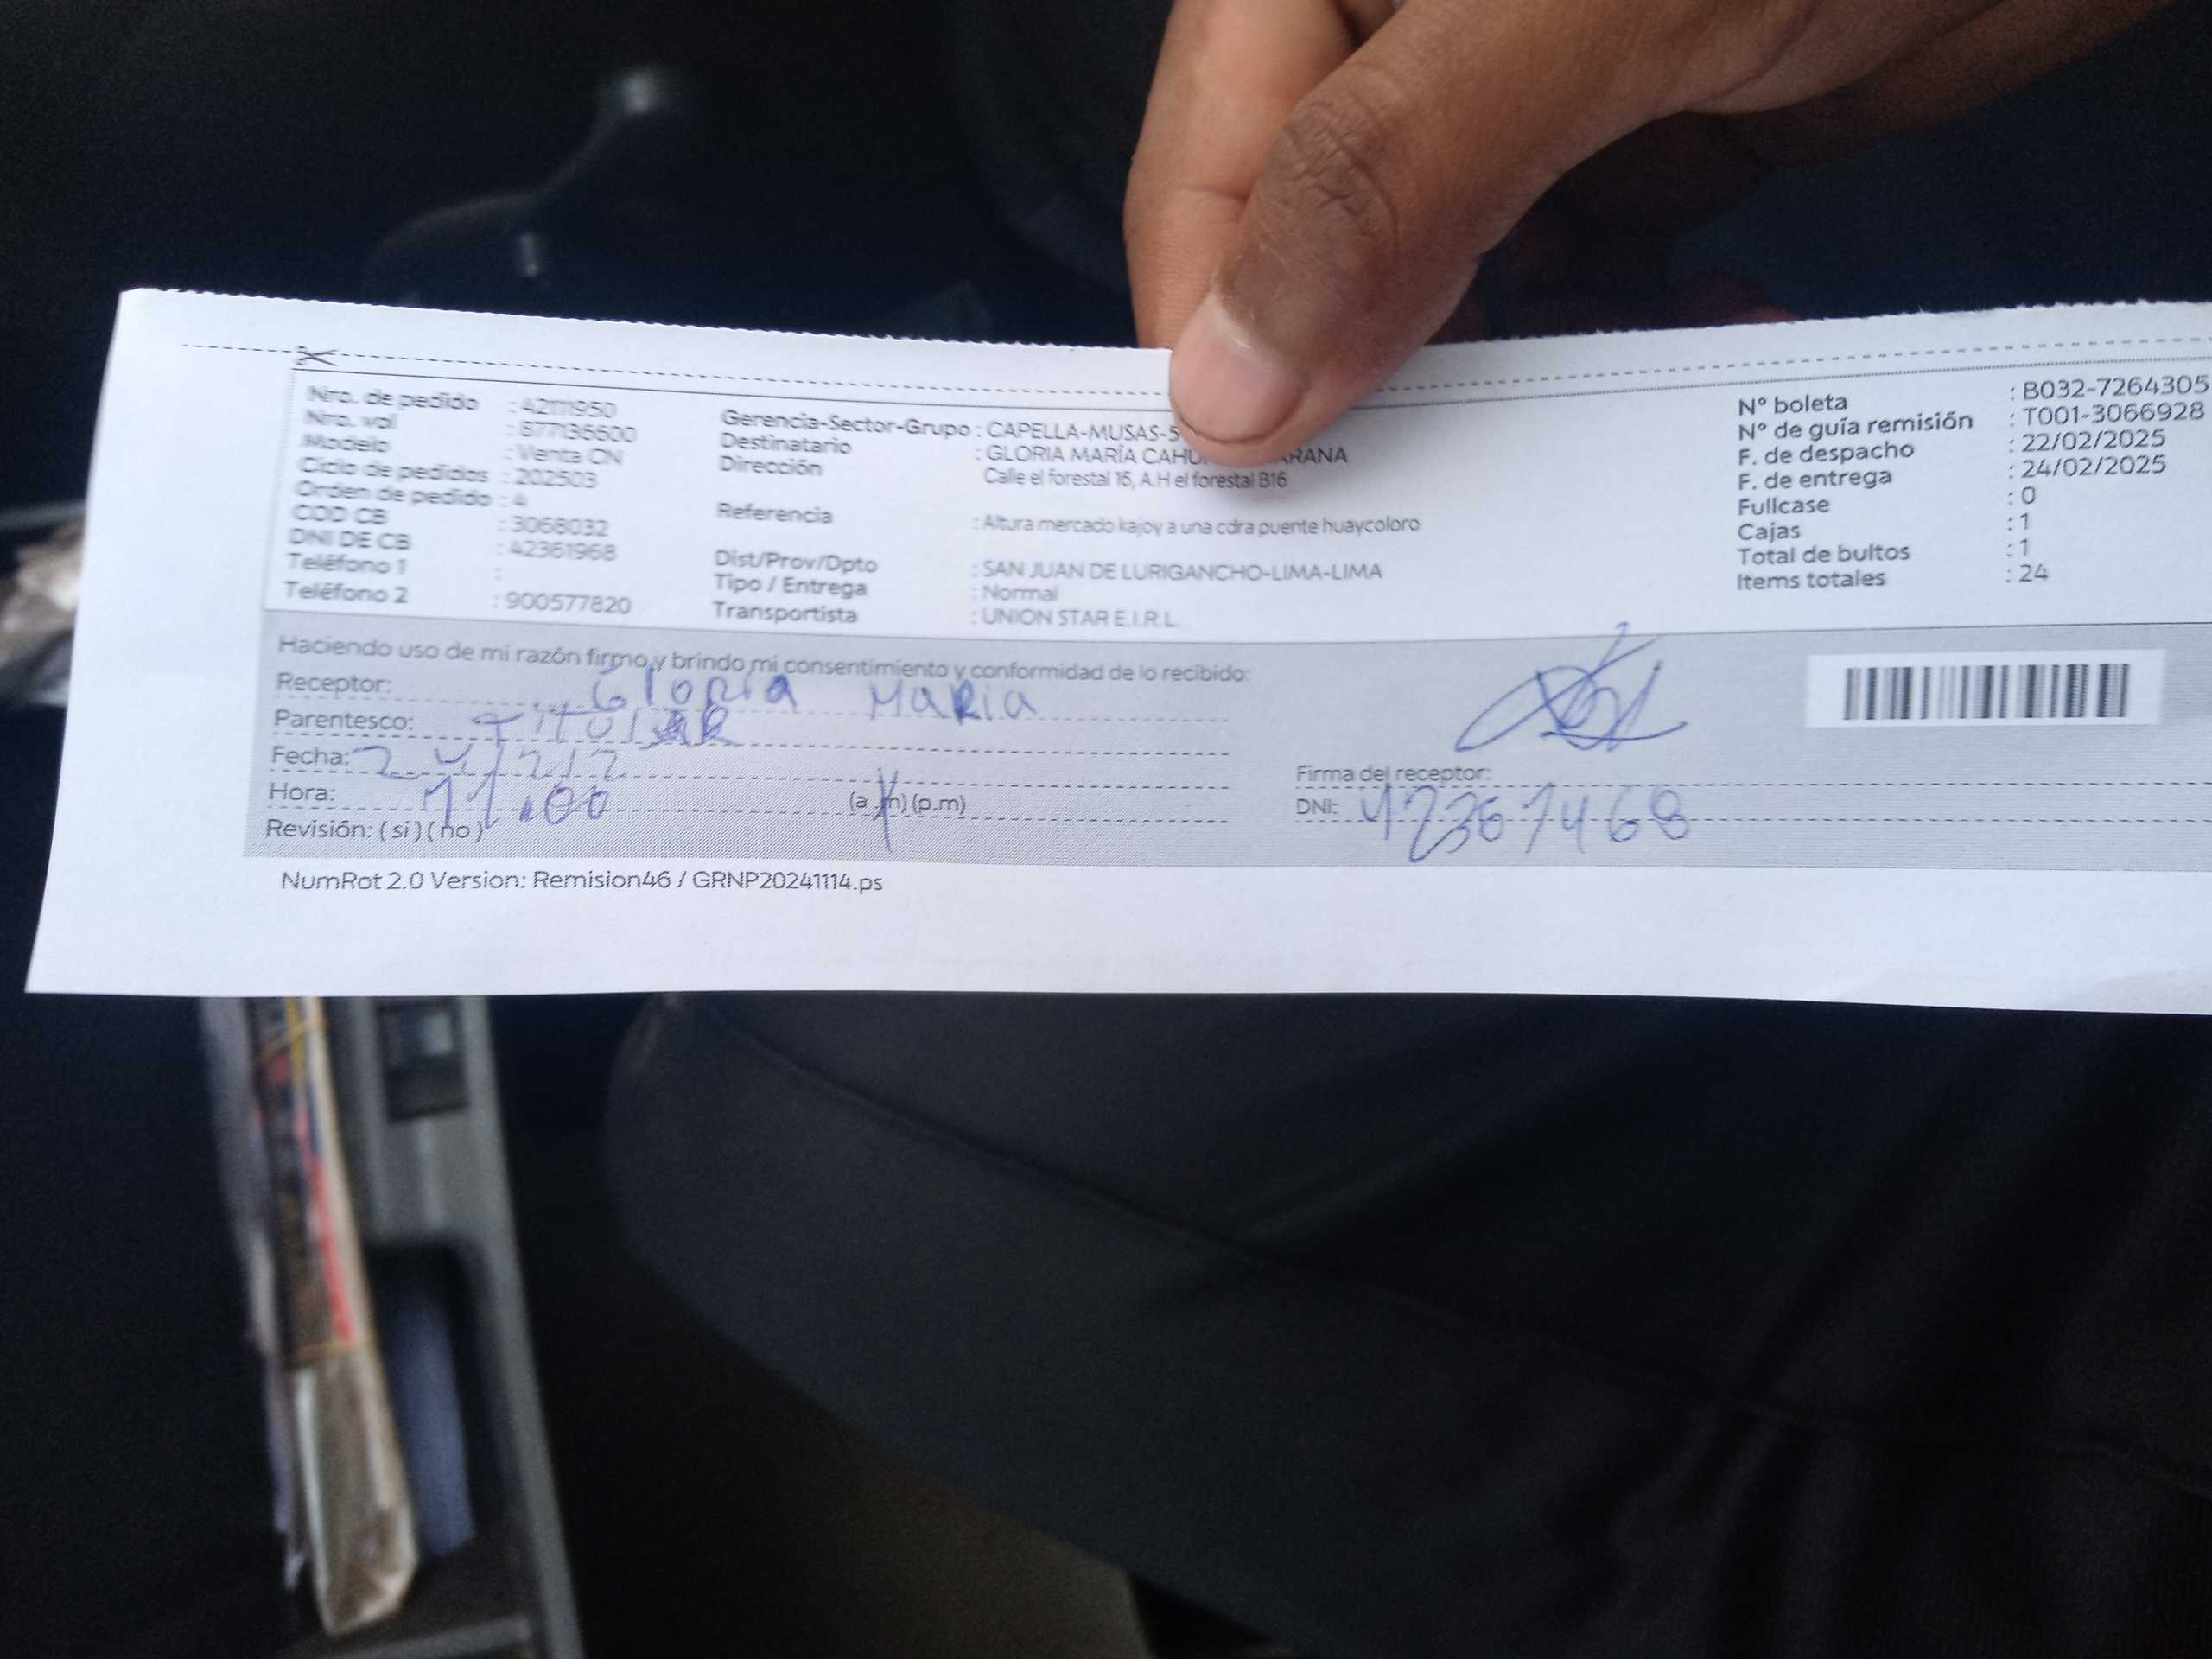 Nro. de pedido : 42111950
Nro. vol : 877136600
Modelo : Venta CN
Ciclo de pedidos : 202503
Orden de pedido : 4
COD CB : 3068032
DNI DE CB : 42361968
Teléfono 1 :
Teléfono 2 : 900577820
Gerencia-Sector-Grupo : CAPELLA-MUSAS-5
Destinatario : GLORIA MARÍA
Dirección Calle el forestal 16, A.H el forestal B16
Referencia : Altura mercado kajoy a una cdra puente huaycoloro
Dist/Prov/Dpto : SAN JUAN DE LURIGANCHO-LIMA-LIMA
Tipo / Entrega : Normal
Transportista : UNION STAR E.I.R.L.
N° boleta : B032-7264305
N° de guía remisión : T001-3066928
F. de despacho : 22/02/2025
F. de entrega : 24/02/2025
Fullcase : 0
Cajas : 1
Total de bultos : 1
Items totales : 24
Haciendo uso de mi razón firmo y brindo mi consentimiento y conformidad de lo recibido:
Receptor: Gloria Maria
Parentesco: Titular
Fecha:
Hora: 11:00 (a.m) (p.m)
Revisión: ( si ) ( no )
Firma del receptor:
DNI: 42361468
NumRot 2.0 Version: Remision46 / GRNP20241114.ps